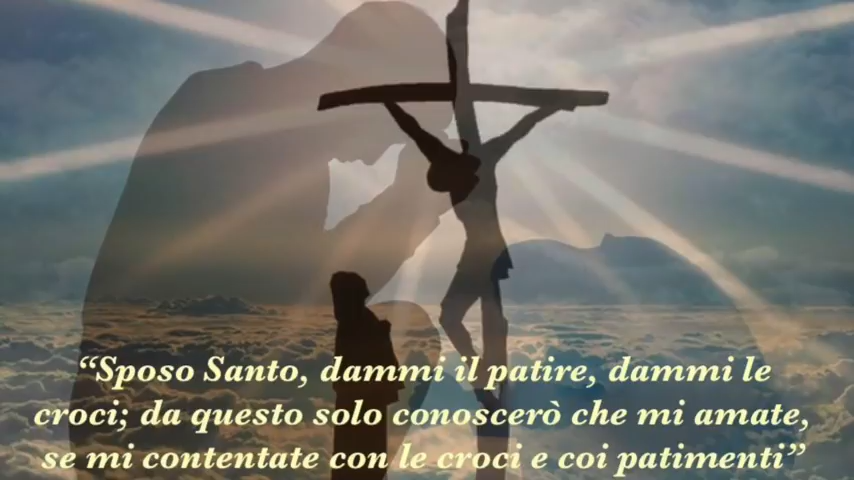 “Sposo Santo, dammi il patire, dammi le
croci; da questo solo conoscerò che mi amate,
se mi contentate con le croci e coi patimenti”